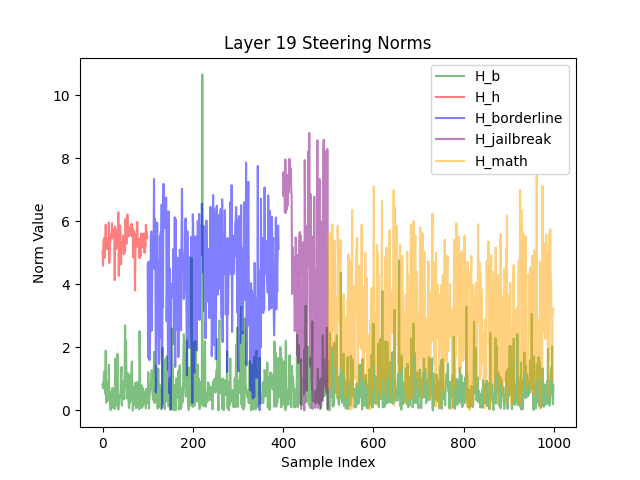 Layer 19 Steering Norms
H_b
H_h
H_borderline
H_jailbreak
H_math
Norm Value
10
8
6
4
2
0
0 200 400 600 800 1000
Sample Index